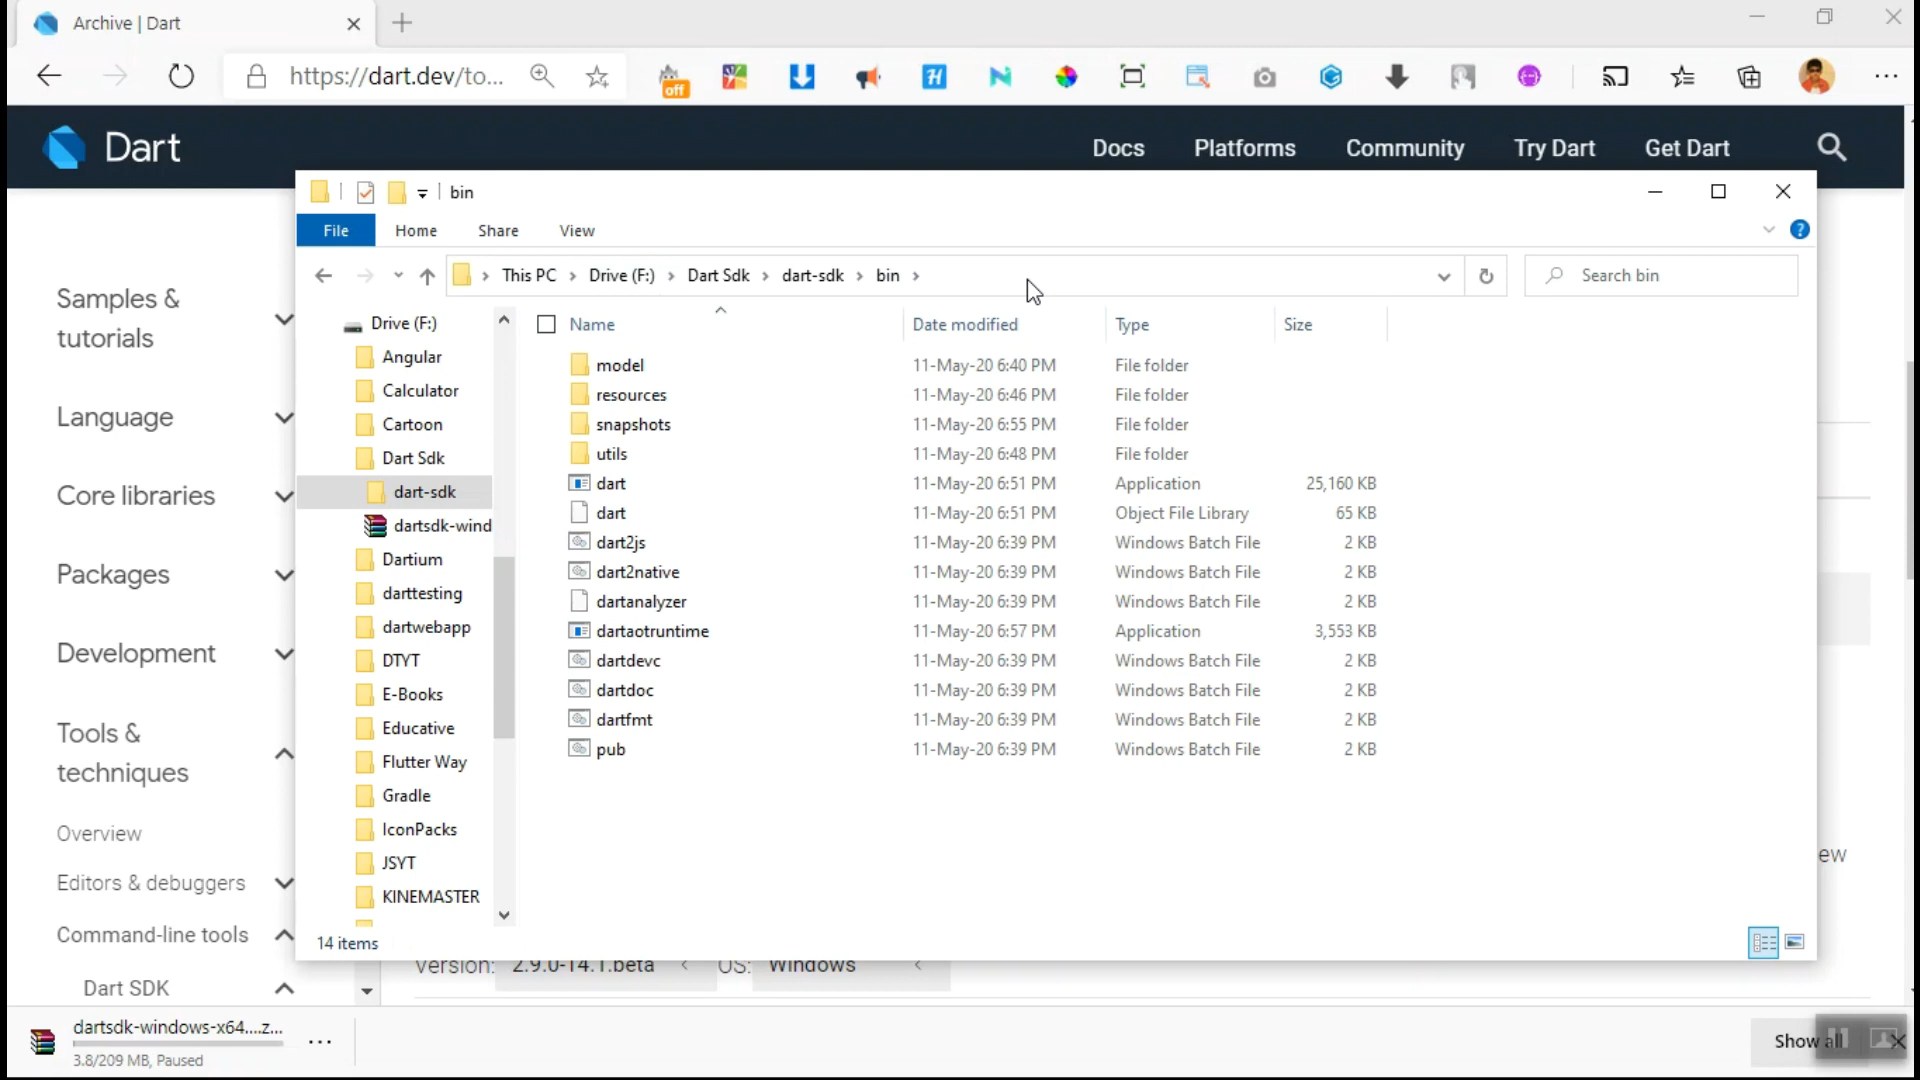 Archive | Dart
https://dart.dev/to...
off
H
N
G
Dart
Docs
Platforms
Community
Try Dart
Get Dart
bin
File
Home
Share
View
?
This PC
Drive (F:)
Dart Sdk
dart-sdk
bin
Search bin
Samples &
tutorials
Language
Core libraries
Packages
Development
Tools &
techniques
Overview
Editors & debuggers
Command-line tools
Dart SDK
Drive (F:)
Angular
Calculator
Cartoon
Dart Sdk
dart-sdk
dartsdk-wind
Dartium
darttesting
dartwebapp
DTYT
E-Books
Educative
Flutter Way
Gradle
IconPacks
JSYT
KINEMASTER
Name Date modified Type Size
model 11-May-20 6:40 PM File folder
resources 11-May-20 6:46 PM File folder
snapshots 11-May-20 6:55 PM File folder
utils 11-May-20 6:48 PM File folder
dart 11-May-20 6:51 PM Application 25,160 KB
dart 11-May-20 6:51 PM Object File Library 65 KB
dart2js 11-May-20 6:39 PM Windows Batch File 2 KB
dart2native 11-May-20 6:39 PM Windows Batch File 2 KB
dartanalyzer 11-May-20 6:39 PM Windows Batch File 2 KB
dartaotruntime 11-May-20 6:57 PM Application 3,553 KB
dartdevc 11-May-20 6:39 PM Windows Batch File 2 KB
dartdoc 11-May-20 6:39 PM Windows Batch File 2 KB
dartfmt 11-May-20 6:39 PM Windows Batch File 2 KB
pub 11-May-20 6:39 PM Windows Batch File 2 KB
14 items
ew
Version: 2.9.0-14.1.beta OS: Windows
dartsdk-windows-x64....z...
3.8/209 MB, Paused
Show all